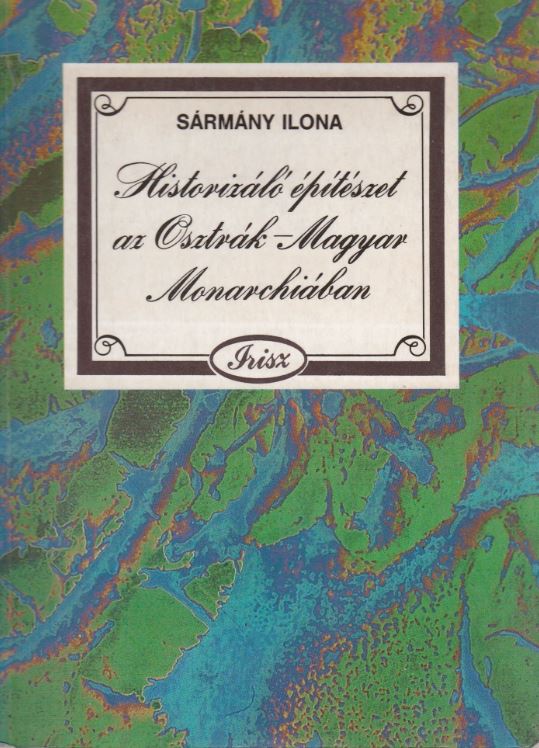 SÁRMÁNY ILONA
Historizáló építészet
az Osztrák-Magyar
Monarchiában
Irisz